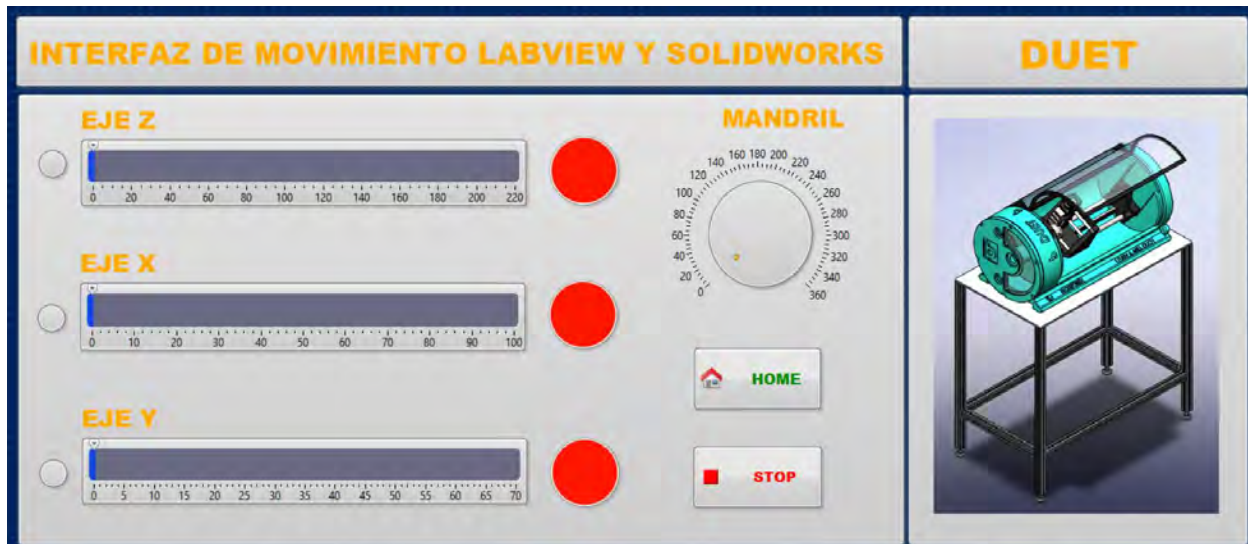 INTERFAZ DE MOVIMIENTO LABVIEW Y SOLIDWORKS
DUET
EJE Z
0 20 40 60 80 100 120 140 160 180 200 220
EJE X
0 10 20 30 40 50 60 70 80 90 100
EJE Y
0 5 10 15 20 25 30 35 40 45 50 55 60 65 70
MANDRIL
0 20 40 60 80 100 120 140 160 180 200 220 240 260 280 300 320 340 360
HOME
STOP
DUET